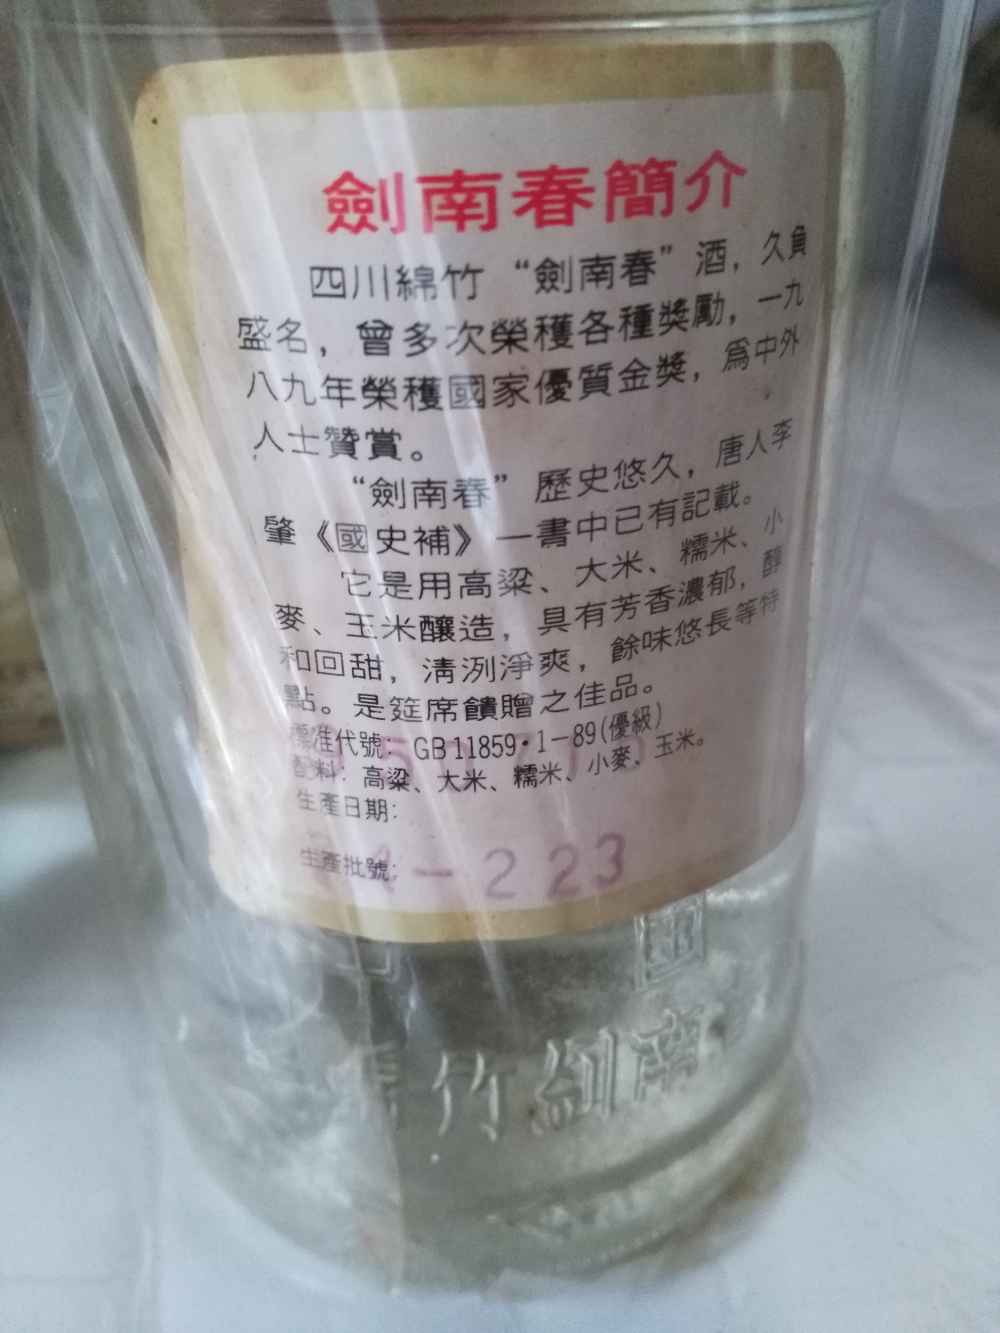 劍南春簡介
四川綿竹“劍南春”酒，久負
盛名，曾多次榮穫各種獎勵，一九
八九年榮穫國家優質金獎，爲中外
人士贊賞。
“劍南春”歷史悠久，唐人李
肇《國史補》一書中已有記載。
它是用高粱、大米、糯米、小
麥、玉米釀造，具有芳香濃郁，醇
和回甜，淸洌淨爽，餘味悠長等特
點。是筵席饋贈之佳品。
標准代號：GB11859·1-89(優級)
配料：高粱、大米、糯米、小麥、玉米。
生產日期：
生產批號：
-223
竹劍南